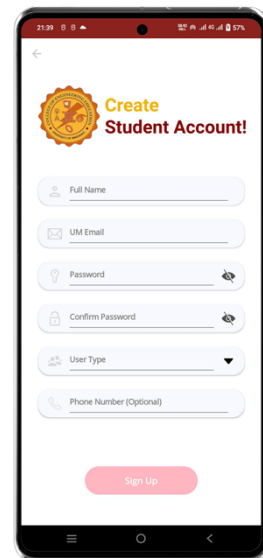 21:39
57%
Create
Student Account!
Full Name
UM Email
Password
Confirm Password
User Type
Phone Number (Optional)
Sign Up